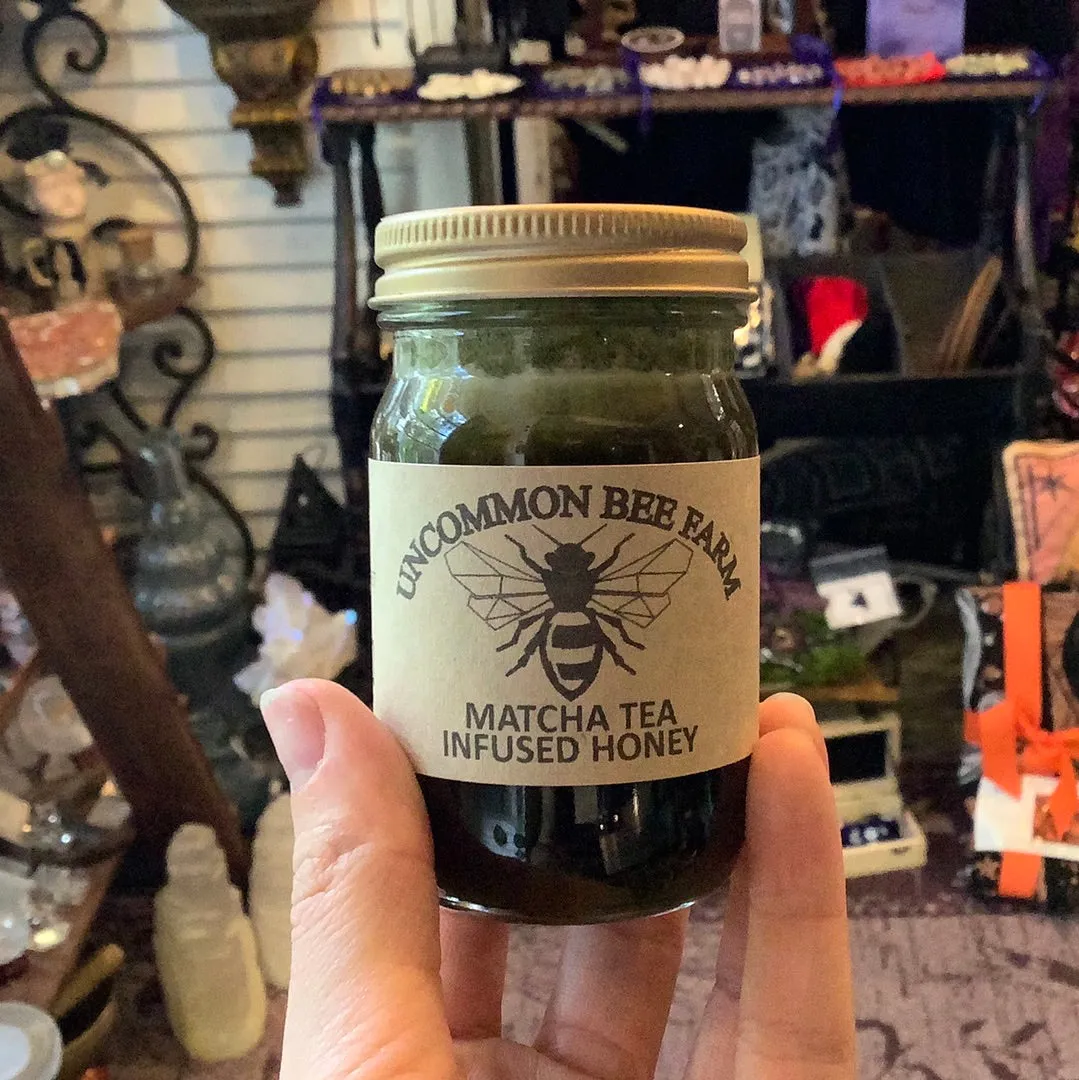 UNCOMMON BEE FARM
MATCHA TEA
INFUSED HONEY